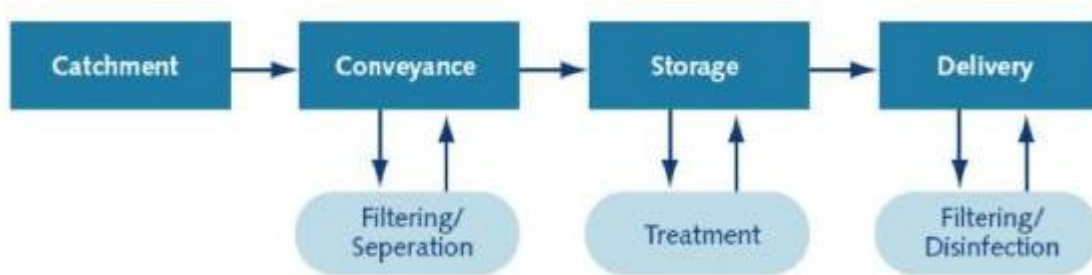 Catchment
Conveyance
Storage
Delivery
Filtering/
Seperation
Treatment
Filtering/
Disinfection